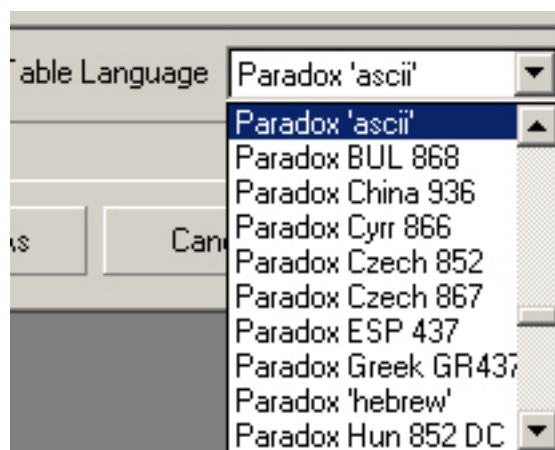 Table Language Paradox 'ascii'
Paradox 'ascii'
Paradox BUL 868
Paradox China 936
Paradox Cyrr 866
Paradox Czech 852
Paradox Czech 867
Paradox ESP 437
Paradox Greek GR437
Paradox 'hebrew'
Paradox Hun 852 DC